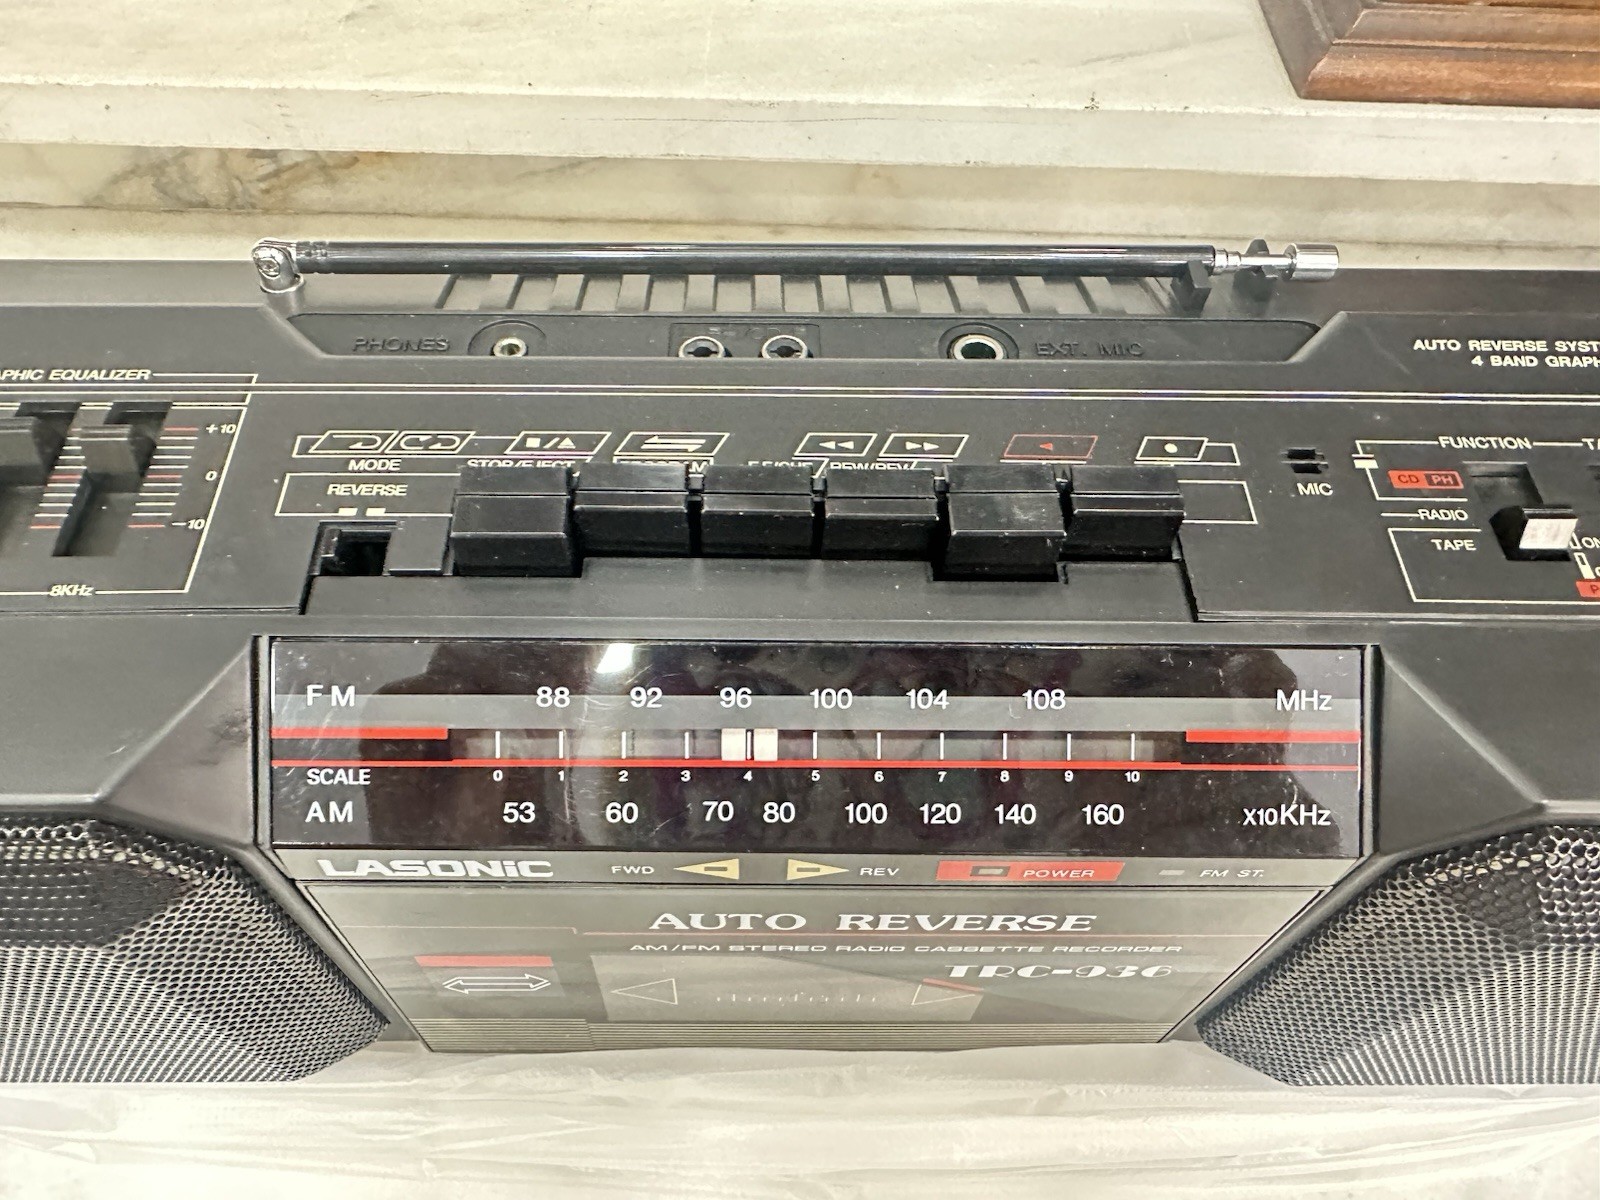 PHONES
EXT. MIC
AUTO REVERSE
4 BAND
EQUALIZER
+10
0
-10
8KHz
MODE
STOP/EJECT
REVERSE
MIC
FUNCTION
CD PH
RADIO
TAPE
FM 88 92 96 100 104 108 MHz
SCALE 0 1 2 3 4 5 6 7 8 9 10
AM 53 60 70 80 100 120 140 160 X10KHz
LASONIC FWD REV POWER FM ST.
AUTO REVERSE
AM/FM STEREO RADIO CASSETTE RECORDER
TRC-936